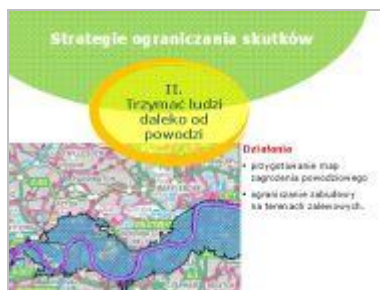 Strategie ograniczania skutków
II.
Trzymać ludzi
daleko od
powodzi
Działania
• przygotowanie map
zagrożenia powodziowego
• ograniczanie zabudowy
na terenach zalewowych.